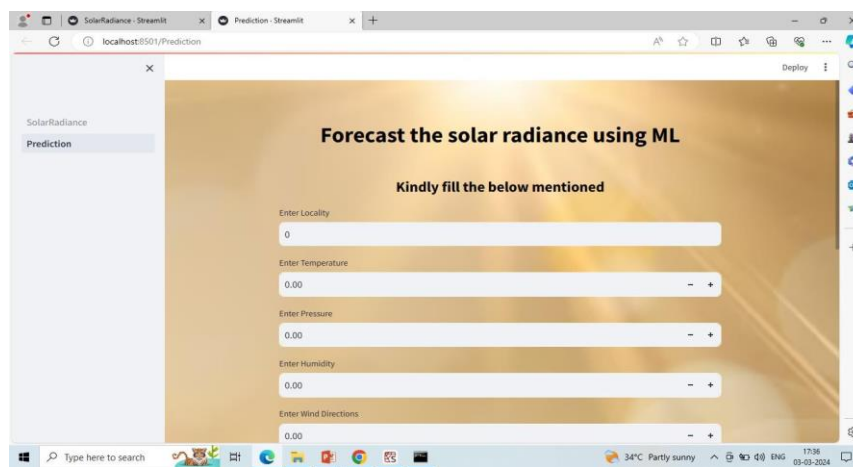 SolarRadiance - Streamlit
Prediction - Streamlit
localhost:8501/Prediction
Deploy
SolarRadiance
Prediction
Forecast the solar radiance using ML
Kindly fill the below mentioned
Enter Locality
0
Enter Temperature
0.00
Enter Pressure
0.00
Enter Humidity
0.00
Enter Wind Directions
0.00
Type here to search
34°C Partly sunny
ENG
17:36
03-03-2024